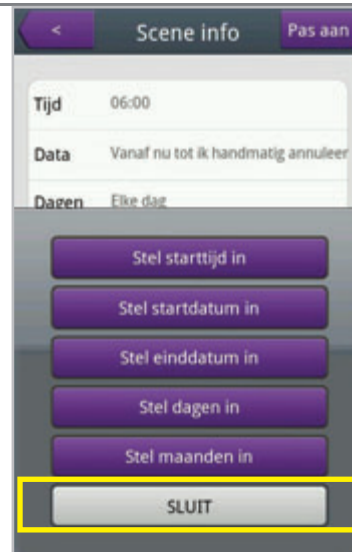 < Scene info Pas aan
Tijd 06:00
Data Vanaf nu tot ik handmatig annuleer
Dagen Elke dag
Stel starttijd in
Stel startdatum in
Stel einddatum in
Stel dagen in
Stel maanden in
SLUIT